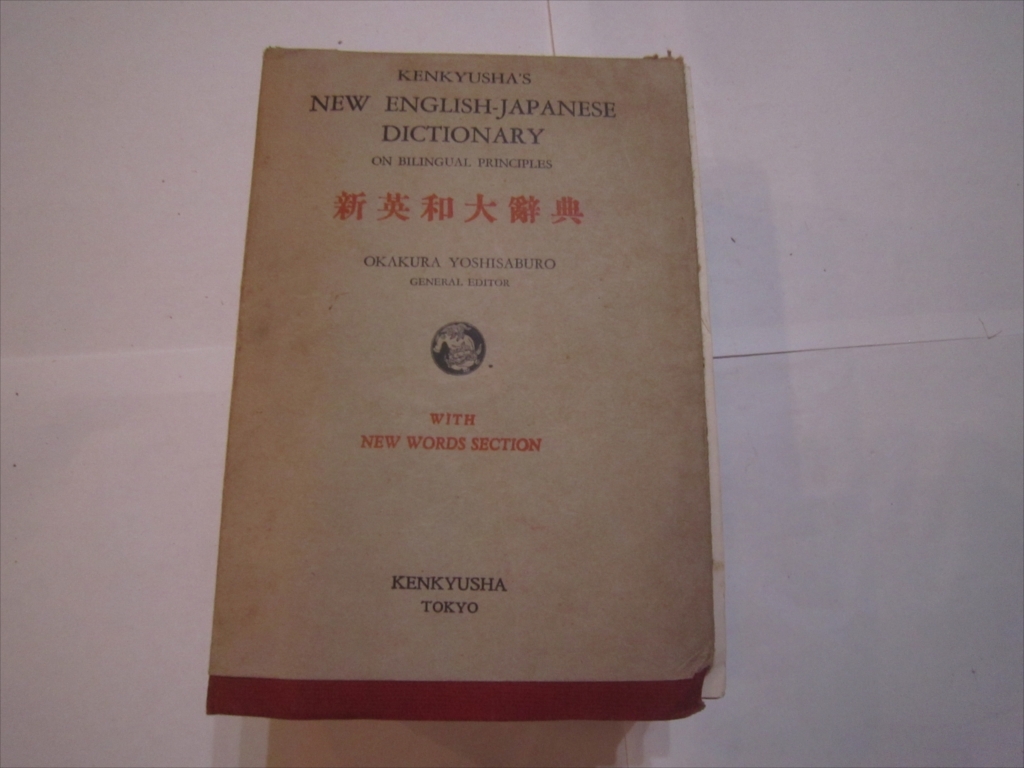 KENKYUSHA'S
NEW ENGLISH-JAPANESE
DICTIONARY
ON BILINGUAL PRINCIPLES
新英和大辭典
OKAKURA YOSHISABURO
GENERAL EDITOR
WITH
NEW WORDS SECTION
KENKYUSHA
TOKYO